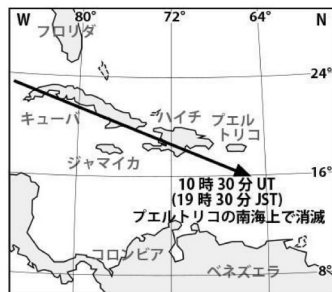 W 80° 72° 64° N
フロリダ
24°
キューバ
ハイチ
プエル
トリコ
ジャマイカ
16°
10 時 30 分 UT
(19 時 30 分 JST)
プエルトリコの南海上で消滅
コロンビア
ベネズエラ
8°